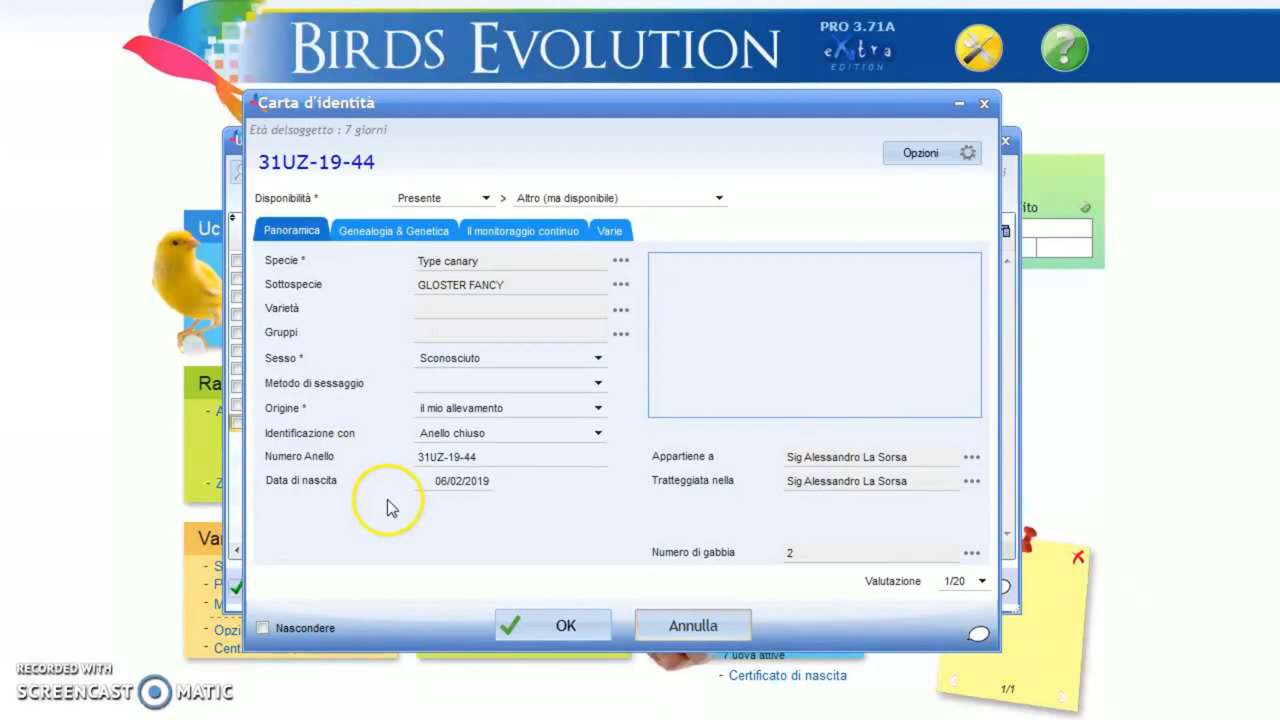 BIRDS EVOLUTION
PRO 3.71A
eXtra
EDITION
Carta d'identità
Età delsoggetto : 7 giorni
31UZ-19-44
Opzioni
Disponibilità *
Presente
>
Altro (ma disponibile)
Panoramica
Genealogia & Genetica
Il monitoraggio continuo
Varie
Specie *
Type canary
Sottospecie
GLOSTER FANCY
Varietà
Gruppi
Sesso *
Sconosciuto
Metodo di sessaggio
Origine *
il mio allevamento
Identificazione con
Anello chiuso
Numero Anello
31UZ-19-44
Appartiene a
Sig Alessandro La Sorsa
Data di nascita
06/02/2019
Tratteggiata nella
Sig Alessandro La Sorsa
Numero di gabbia
2
Valutazione
1/20
Nascondere
OK
Annulla
Uc
ito
Ra
- A
- Z
Va
- S
- P
- M
- Opzi
- Cent
7 uova attive
- Certificato di nascita
1/1
RECORDED WITH
SCREENCAST MATIC